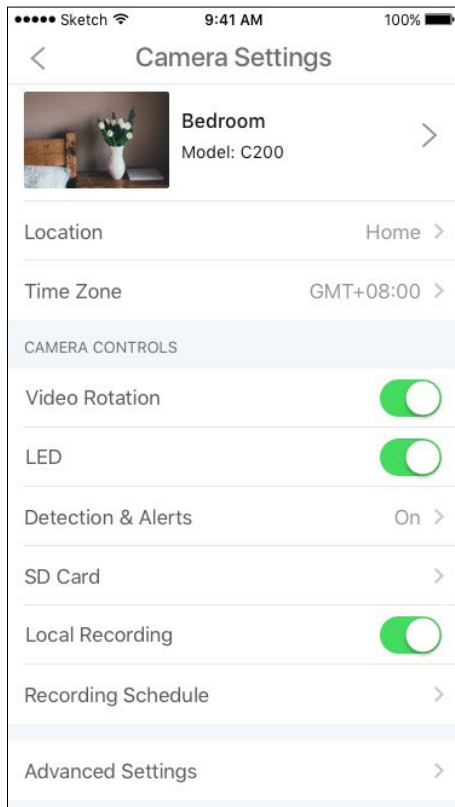 Sketch 9:41 AM 100%
Camera Settings
Bedroom
Model: C200
Location Home
Time Zone GMT+08:00
CAMERA CONTROLS
Video Rotation
LED
Detection & Alerts On
SD Card
Local Recording
Recording Schedule
Advanced Settings